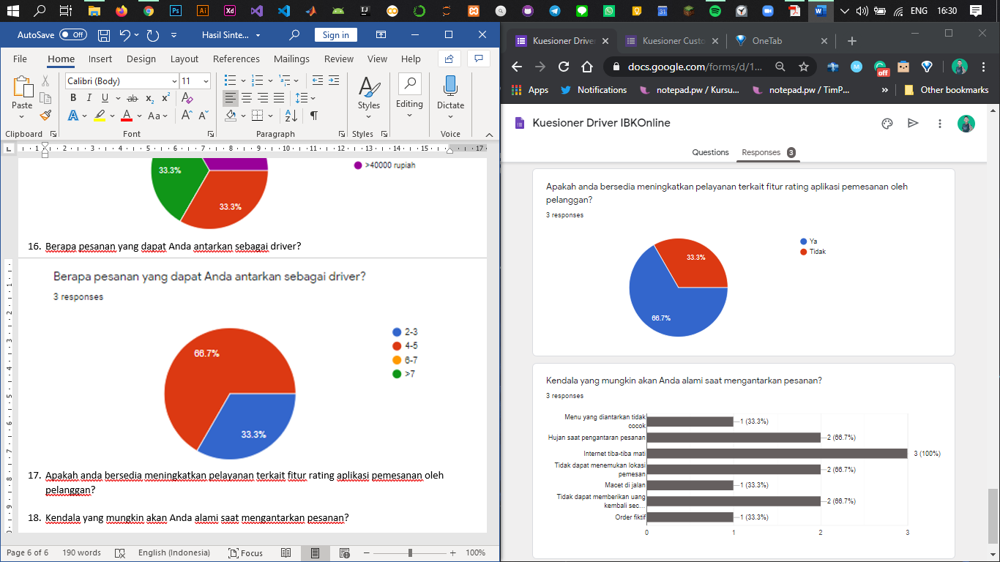 ENG 16:30
AutoSave Off Hasil Sinte... Sign in
File Home Insert Design Layout References Mailings Review View Help
Calibri (Body) 11
Paste Styles Editing Dictate
Clipboard Font Paragraph Styles Voice
33.3%
33.3%
>40000 rupiah
16. Berapa pesanan yang dapat Anda antarkan sebagai driver?
Berapa pesanan yang dapat Anda antarkan sebagai driver?
3 responses
66.7%
33.3%
2-3
4-5
6-7
>7
17. Apakah anda bersedia meningkatkan pelayanan terkait fitur rating aplikasi pemesanan oleh
pelanggan?
18. Kendala yang mungkin akan Anda alami saat mengantarkan pesanan?
Page 6 of 6 190 words English (Indonesia) Focus 100%
Kuesioner Drive Kuesioner Custo OneTab
docs.google.com/forms/d/1... off
Apps Notifications notepad.pw / Kursu... notepad.pw / TimP... » Other bookmarks
Kuesioner Driver IBKOnline
Questions Responses 3
Apakah anda bersedia meningkatkan pelayanan terkait fitur rating aplikasi pemesanan oleh
pelanggan?
3 responses
33.3%
66.7%
Ya
Tidak
Kendala yang mungkin akan Anda alami saat mengantarkan pesanan?
3 responses
Menu yang diantarkan tidak
cocok
1 (33.3%)
Hujan saat pengantaran pesanan 2 (66.7%)
Internet tiba-tiba mati 3 (100%)
Tidak dapat menemukan lokasi
pemesan
2 (66.7%)
Macet di jalan 1 (33.3%)
Tidak dapat memberikan uang
kembali sec...
2 (66.7%)
Order fiktif 1 (33.3%)
0 1 2 3